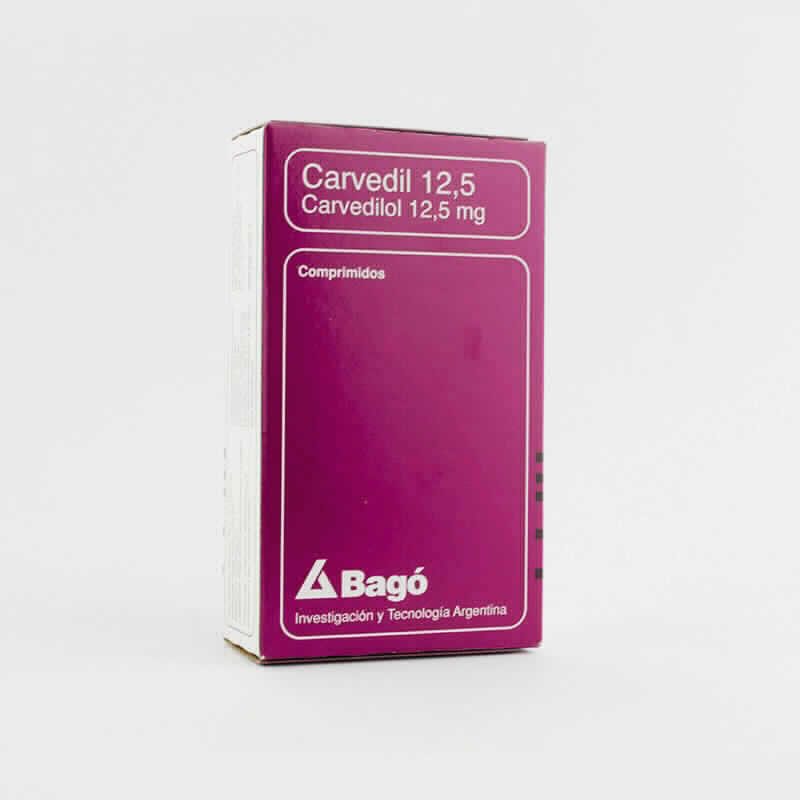 Carvedil 12,5
Carvedilol 12,5 mg
Comprimidos
Bagó
Investigación y Tecnología Argentina